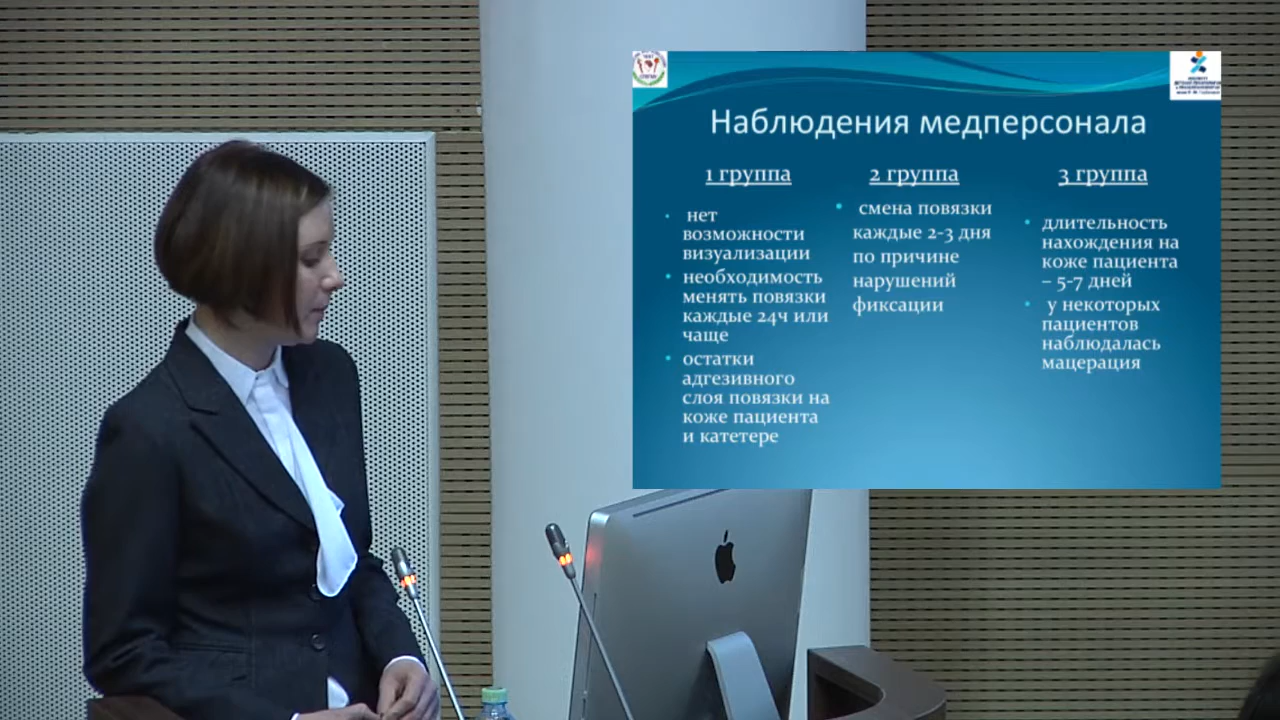 Наблюдения медперсонала
1 группа
нет
возможности
визуализации
необходимость
менять повязки
каждые 24ч или
чаще
остатки
адгезивного
слоя повязки на
коже пациента
и катетере
2 группа
смена повязки
каждые 2-3 дня
по причине
нарушений
фиксации
3 группа
длительность
нахождения на
коже пациента
– 5-7 дней
у некоторых
пациентов
наблюдалась
мацерация